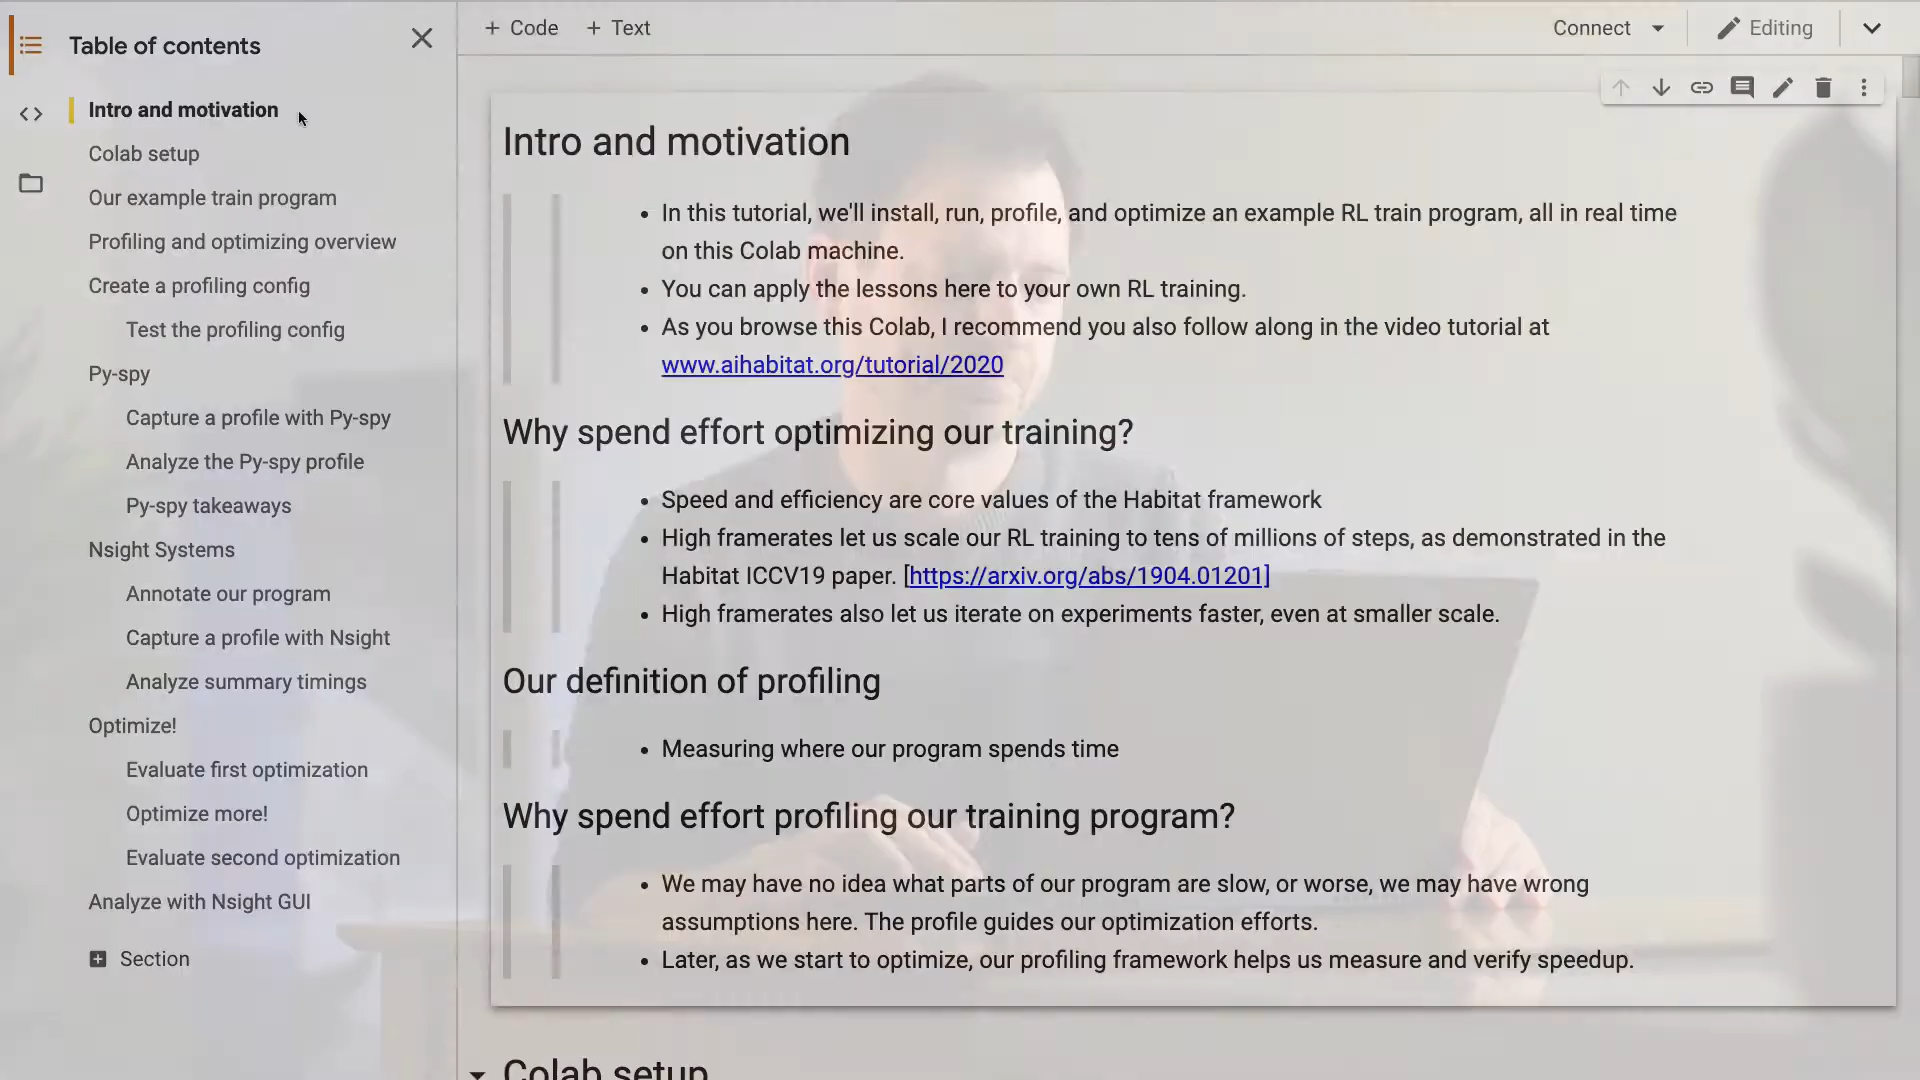 Table of contents
Intro and motivation
Colab setup
Our example train program
Profiling and optimizing overview
Create a profiling config
Test the profiling config
Py-spy
Capture a profile with Py-spy
Analyze the Py-spy profile
Py-spy takeaways
Nsight Systems
Annotate our program
Capture a profile with Nsight
Analyze summary timings
Optimize!
Evaluate first optimization
Optimize more!
Evaluate second optimization
Analyze with Nsight GUI
Section
+ Code + Text
Connect
Editing
Intro and motivation
• In this tutorial, we'll install, run, profile, and optimize an example RL train program, all in real time
on this Colab machine.
• You can apply the lessons here to your own RL training.
• As you browse this Colab, I recommend you also follow along in the video tutorial at
www.aihabitat.org/tutorial/2020
Why spend effort optimizing our training?
• Speed and efficiency are core values of the Habitat framework
• High framerates let us scale our RL training to tens of millions of steps, as demonstrated in the
Habitat ICCV19 paper. [https://arxiv.org/abs/1904.01201]
• High framerates also let us iterate on experiments faster, even at smaller scale.
Our definition of profiling
• Measuring where our program spends time
Why spend effort profiling our training program?
• We may have no idea what parts of our program are slow, or worse, we may have wrong
assumptions here. The profile guides our optimization efforts.
• Later, as we start to optimize, our profiling framework helps us measure and verify speedup.
Colab setup